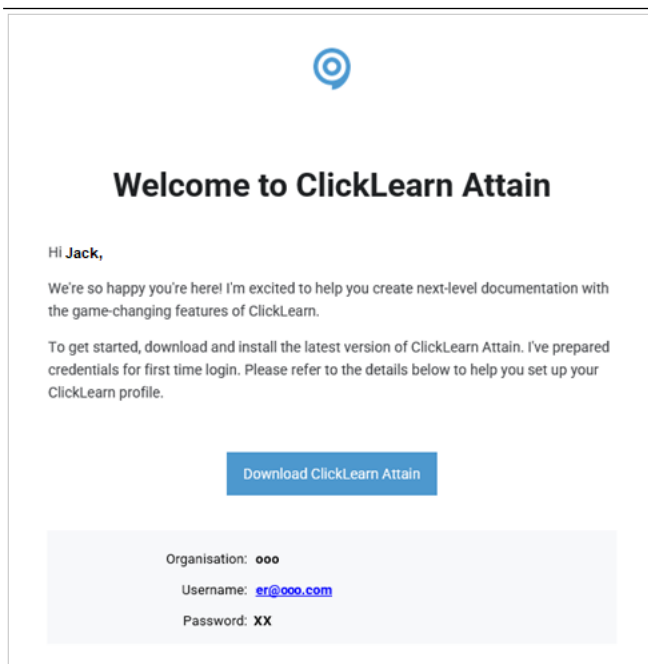 Welcome to ClickLearn Attain
Hi Jack,
We're so happy you're here! I'm excited to help you create next-level documentation with
the game-changing features of ClickLearn.
To get started, download and install the latest version of ClickLearn Attain. I've prepared
credentials for first time login. Please refer to the details below to help you set up your
ClickLearn profile.
Download ClickLearn Attain
Organisation: ooo
Username: er@ooo.com
Password: XX